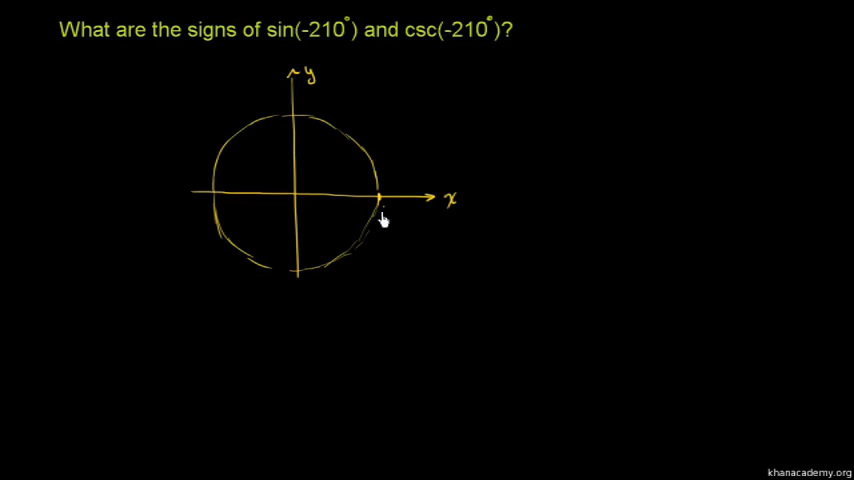 What are the signs of sin(-210°) and csc(-210°)?
y
x
khanacademy.org